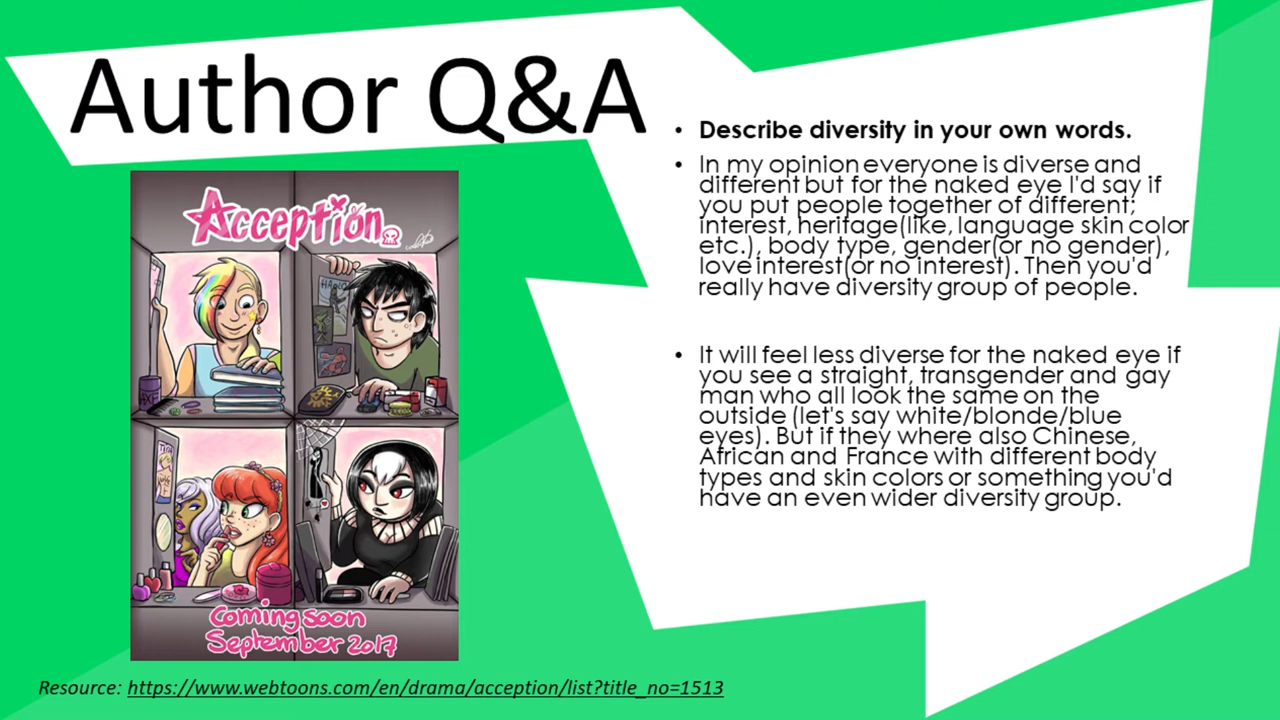 Author Q&A
Acception
Coming soon
September 2017
• Describe diversity in your own words.
• In my opinion everyone is diverse and
different but for the naked eye I'd say if
you put people together of different;
interest, heritage(like, language skin color
etc.), body type, gender(or no gender),
love interest(or no interest). Then you'd
really have diversity group of people.
• It will feel less diverse for the naked eye if
you see a straight, transgender and gay
man who all look the same on the
outside (let's say white/blonde/blue
eyes). But if they where also Chinese,
African and France with different body
types and skin colors or something you'd
have an even wider diversity group.
Resource: https://www.webtoons.com/en/drama/acception/list?title_no=1513